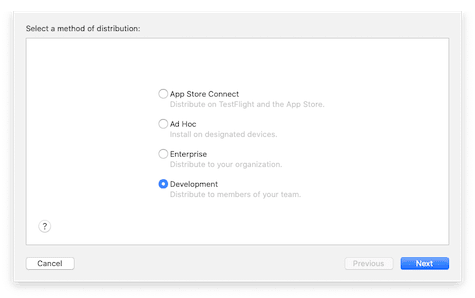 Select a method of distribution:
App Store Connect
Distribute on TestFlight and the App Store.
Ad Hoc
Install on designated devices.
Enterprise
Distribute to your organization.
Development
Distribute to members of your team.
?
Cancel
Previous
Next